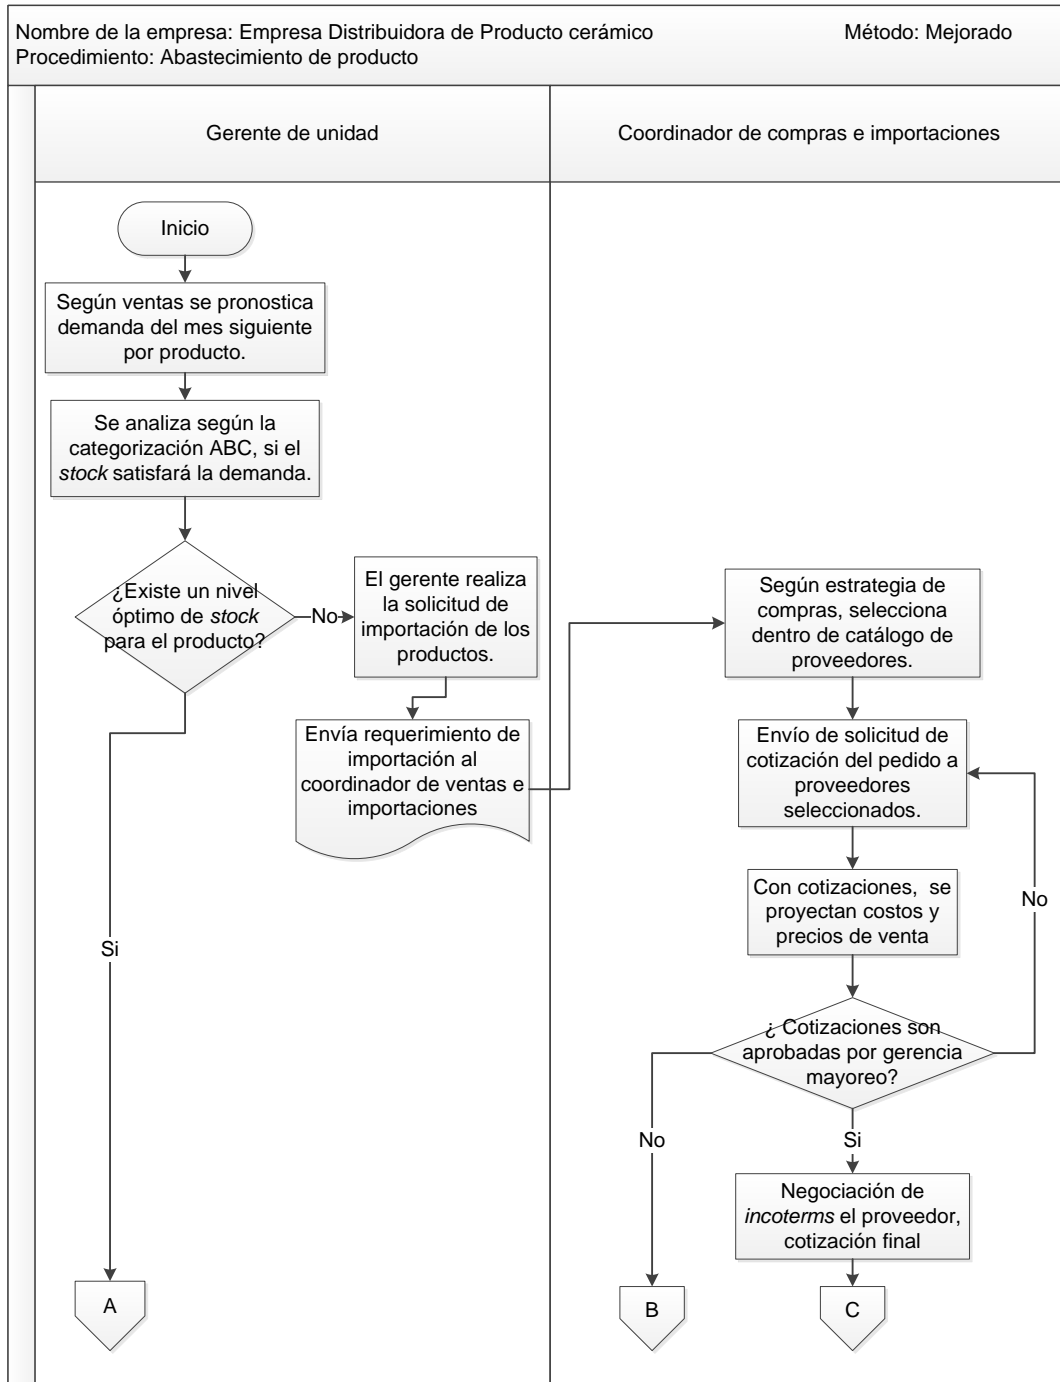 Nombre de la empresa: Empresa Distribuidora de Producto cerámico
Método: Mejorado
Procedimiento: Abastecimiento de producto
Gerente de unidad
Coordinador de compras e importaciones
Inicio
Según ventas se pronostica
demanda del mes siguiente
por producto.
Se analiza según la
categorización ABC, si el
stock satisfará la demanda.
¿Existe un nivel
óptimo de stock
para el producto?
No
El gerente realiza
la solicitud de
importación de los
productos.
Envía requerimiento de
importación al
coordinador de ventas e
importaciones
Si
A
Según estrategia de
compras, selecciona
dentro de catálogo de
proveedores.
Envío de solicitud de
cotización del pedido a
proveedores
seleccionados.
Con cotizaciones, se
proyectan costos y
precios de venta
No
¿ Cotizaciones son
aprobadas por gerencia
mayoreo?
No
Si
Negociación de
incoterms el proveedor,
cotización final
B
C